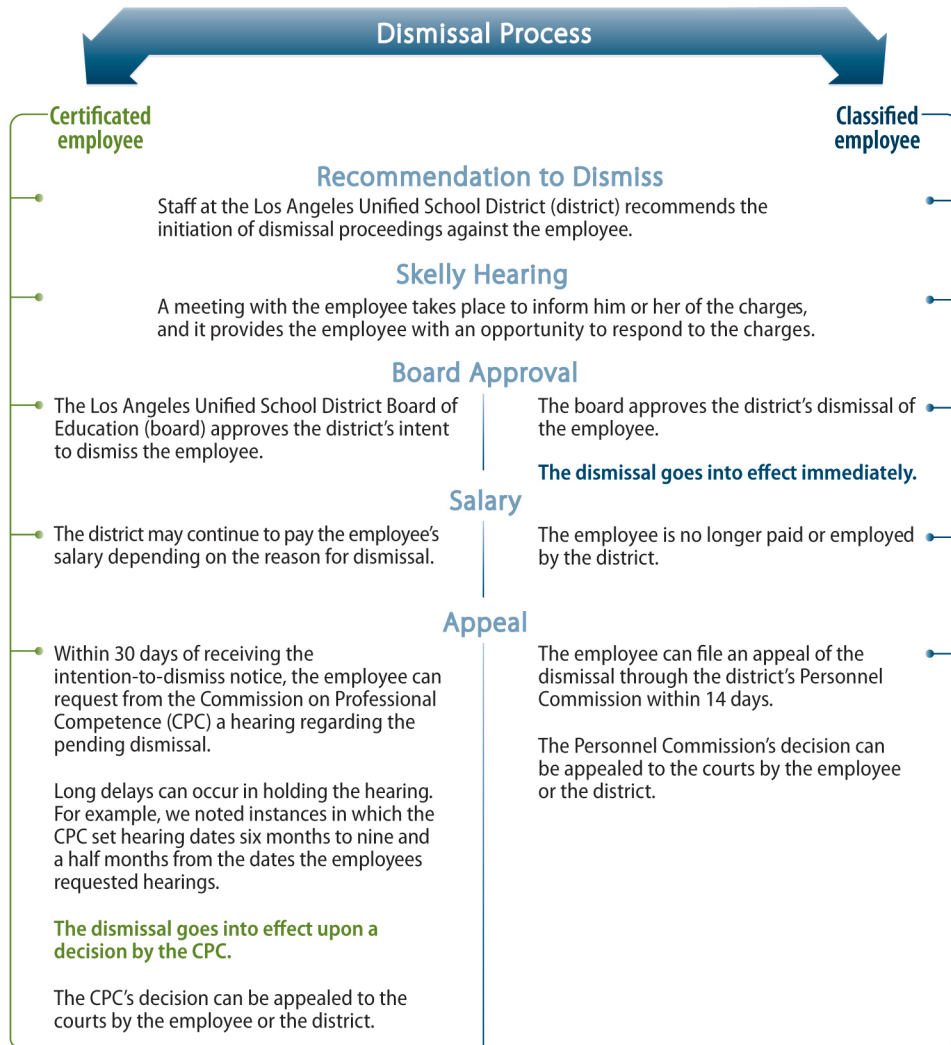 Dismissal Process
Certificated
employee
Classified
employee
Recommendation to Dismiss
Staff at the Los Angeles Unified School District (district) recommends the
initiation of dismissal proceedings against the employee.
Skelly Hearing
A meeting with the employee takes place to inform him or her of the charges,
and it provides the employee with an opportunity to respond to the charges.
Board Approval
The Los Angeles Unified School District Board of
Education (board) approves the district's intent
to dismiss the employee.
The board approves the district's dismissal of
the employee.
The dismissal goes into effect immediately.
Salary
The district may continue to pay the employee's
salary depending on the reason for dismissal.
The employee is no longer paid or employed
by the district.
Appeal
Within 30 days of receiving the
intention-to-dismiss notice, the employee can
request from the Commission on Professional
Competence (CPC) a hearing regarding the
pending dismissal.
Long delays can occur in holding the hearing.
For example, we noted instances in which the
CPC set hearing dates six months to nine and
a half months from the dates the employees
requested hearings.
The dismissal goes into effect upon a
decision by the CPC.
The CPC's decision can be appealed to the
courts by the employee or the district.
The employee can file an appeal of the
dismissal through the district's Personnel
Commission within 14 days.
The Personnel Commission's decision can
be appealed to the courts by the employee
or the district.